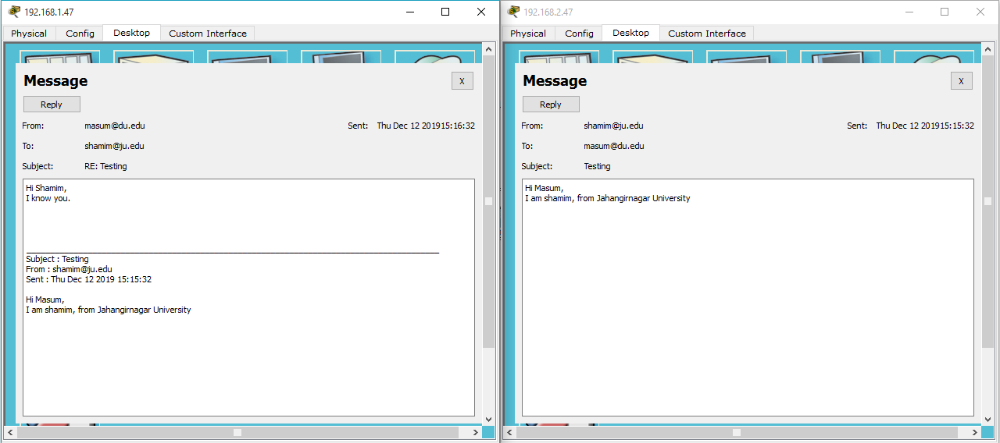 192.168.1.47
Physical Config Desktop Custom Interface
Message
X
Reply
From: masum@du.edu Sent: Thu Dec 12 201915:16:32
To: shamim@ju.edu
Subject: RE: Testing
Hi Shamim,
I know you.
Subject : Testing
From : shamim@ju.edu
Sent : Thu Dec 12 2019 15:15:32
Hi Masum,
I am shamim, from Jahangirnagar University
192.168.2.47
Physical Config Desktop Custom Interface
Message
X
Reply
From: shamim@ju.edu Sent: Thu Dec 12 201915:15:32
To: masum@du.edu
Subject: Testing
Hi Masum,
I am shamim, from Jahangirnagar University